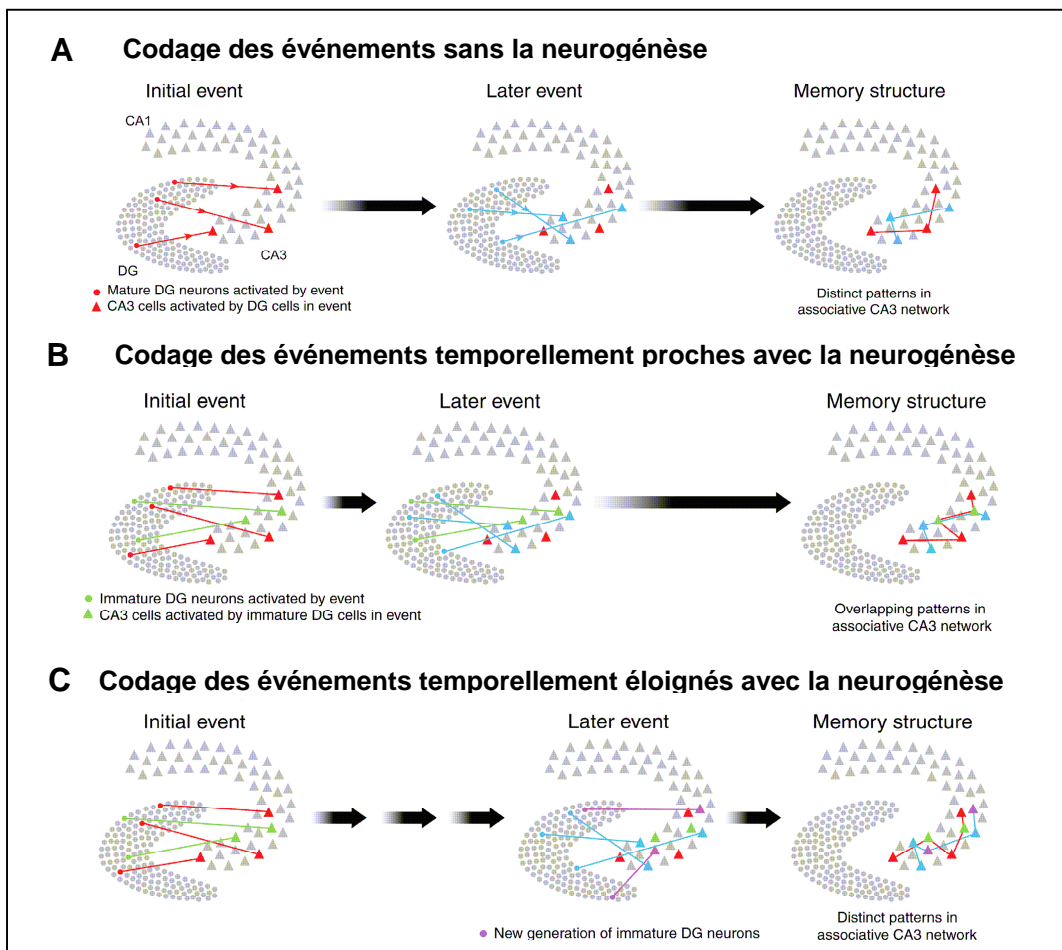 A Codage des événements sans la neurogénèse
Initial event Later event Memory structure
CA1
CA3
DG
Mature DG neurons activated by event
CA3 cells activated by DG cells in event
Distinct patterns in
associative CA3 network
B Codage des événements temporellement proches avec la neurogénèse
Initial event Later event Memory structure
Immature DG neurons activated by event
CA3 cells activated by immature DG cells in event
Overlapping patterns in
associative CA3 network
C Codage des événements temporellement éloignés avec la neurogénèse
Initial event Later event Memory structure
New generation of immature DG neurons
Distinct patterns in
associative CA3 network